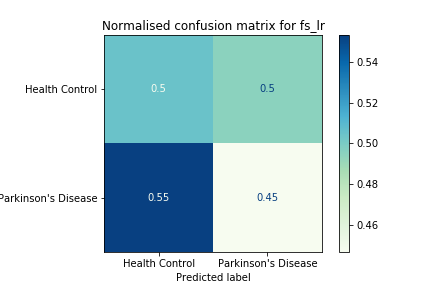 Normalised confusion matrix for fs_lr
Health Control
0.5
0.5
Parkinson's Disease
0.55
0.45
Health Control
Parkinson's Disease
Predicted label
0.54
0.52
0.50
0.48
0.46